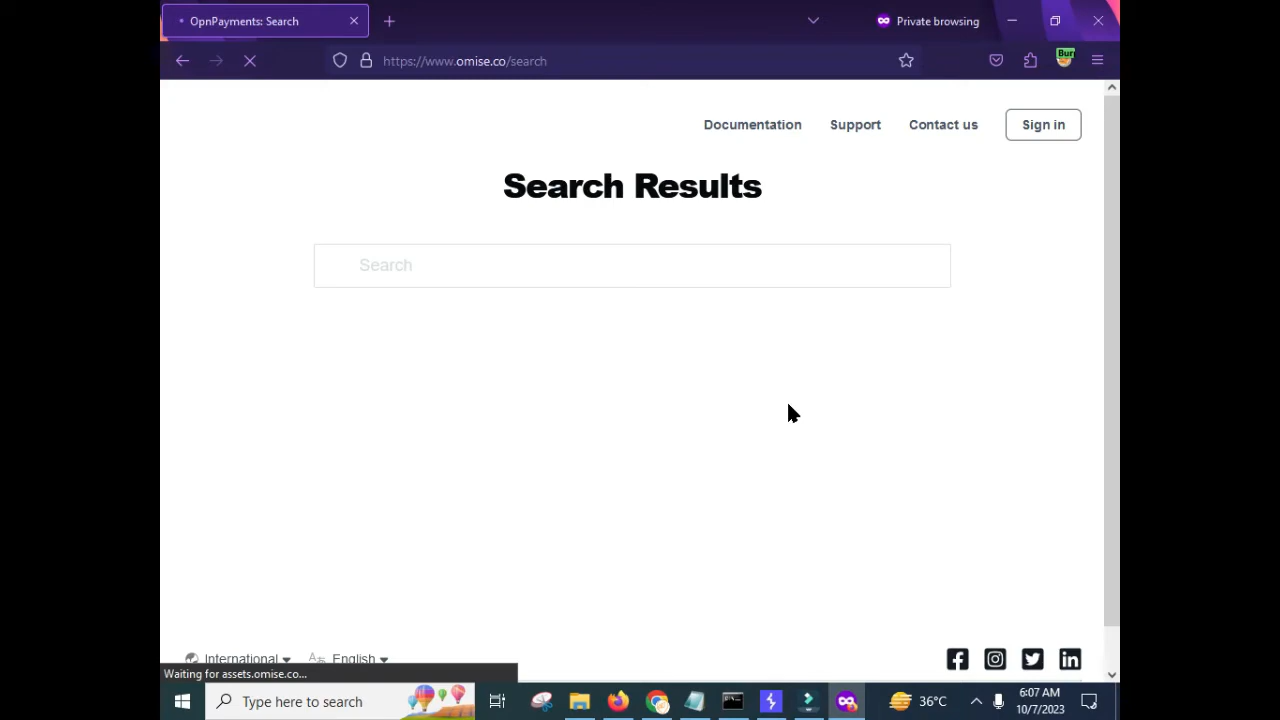 OpnPayments: Search
Private browsing
https://www.omise.co/search
Burp
Documentation
Support
Contact us
Sign in
Search Results
Search
International
English
Waiting for assets.omise.co...
Type here to search
36°C
6:07 AM
10/7/2023